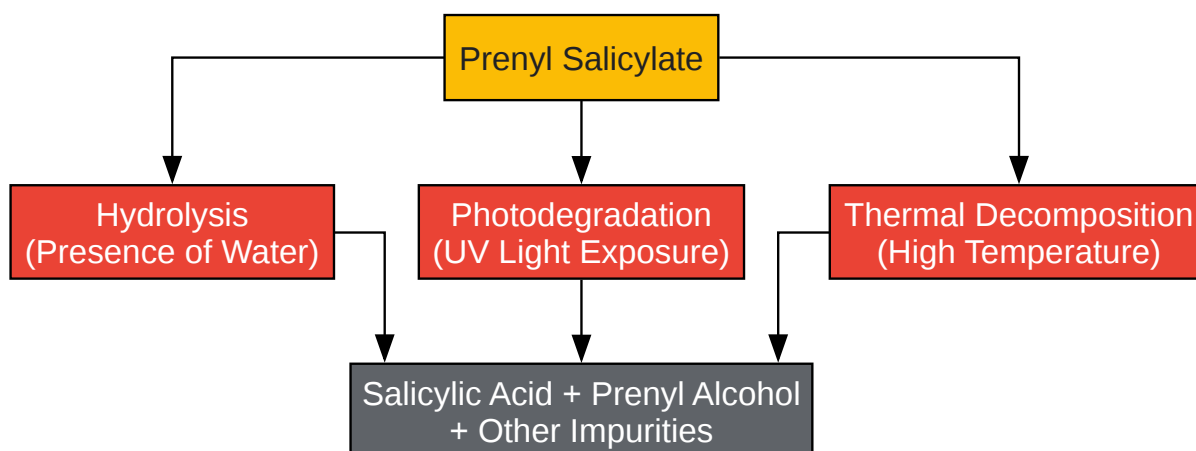 Prenyl Salicylate
Hydrolysis
(Presence of Water)
Photodegradation
(UV Light Exposure)
Thermal Decomposition
(High Temperature)
Salicylic Acid + Prenyl Alcohol
+ Other Impurities